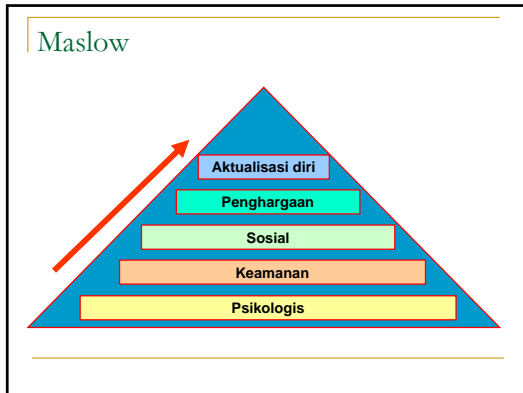 Maslow
Aktualisasi diri
Penghargaan
Sosial
Keamanan
Psikologis